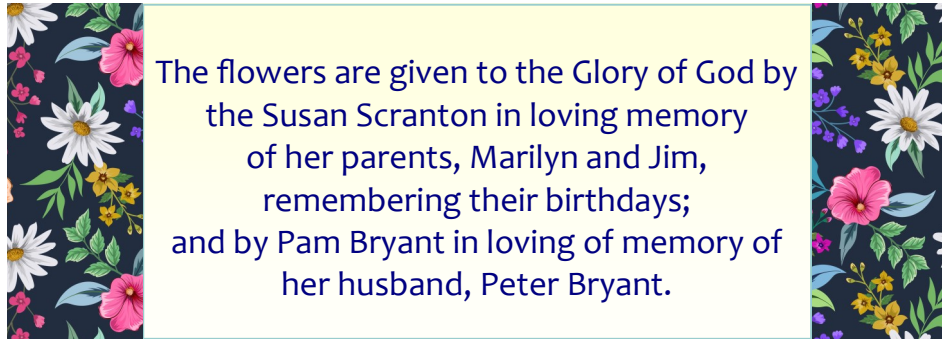 The flowers are given to the Glory of God by
the Susan Scranton in loving memory
of her parents, Marilyn and Jim,
remembering their birthdays;
and by Pam Bryant in loving of memory of
her husband, Peter Bryant.